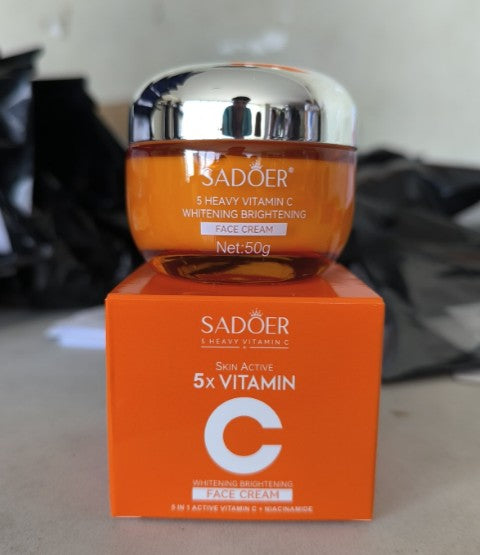 SADOER®
5 HEAVY VITAMIN C
WHITENING BRIGHTENING
FACE CREAM
Net:50g
SADOER
5 HEAVY VITAMIN C
SKIN ACTIVE
5X VITAMIN
C
WHITENING BRIGHTENING
FACE CREAM
5 IN 1 ACTIVE VITAMIN C + NIACINAMIDE